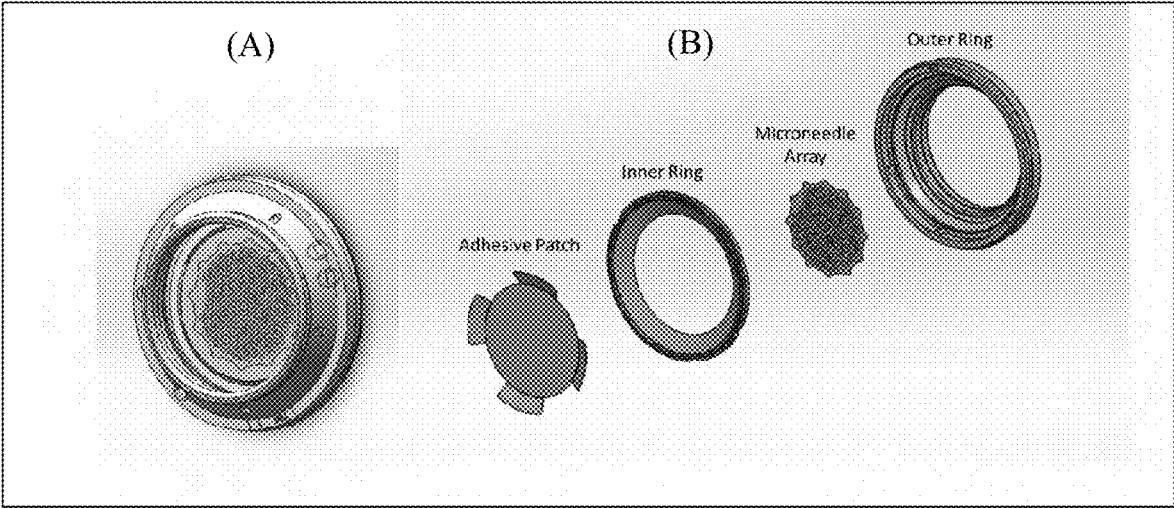 (A)
(B)
Outer Ring
Microneedle
Array
Inner Ring
Adhesive Patch